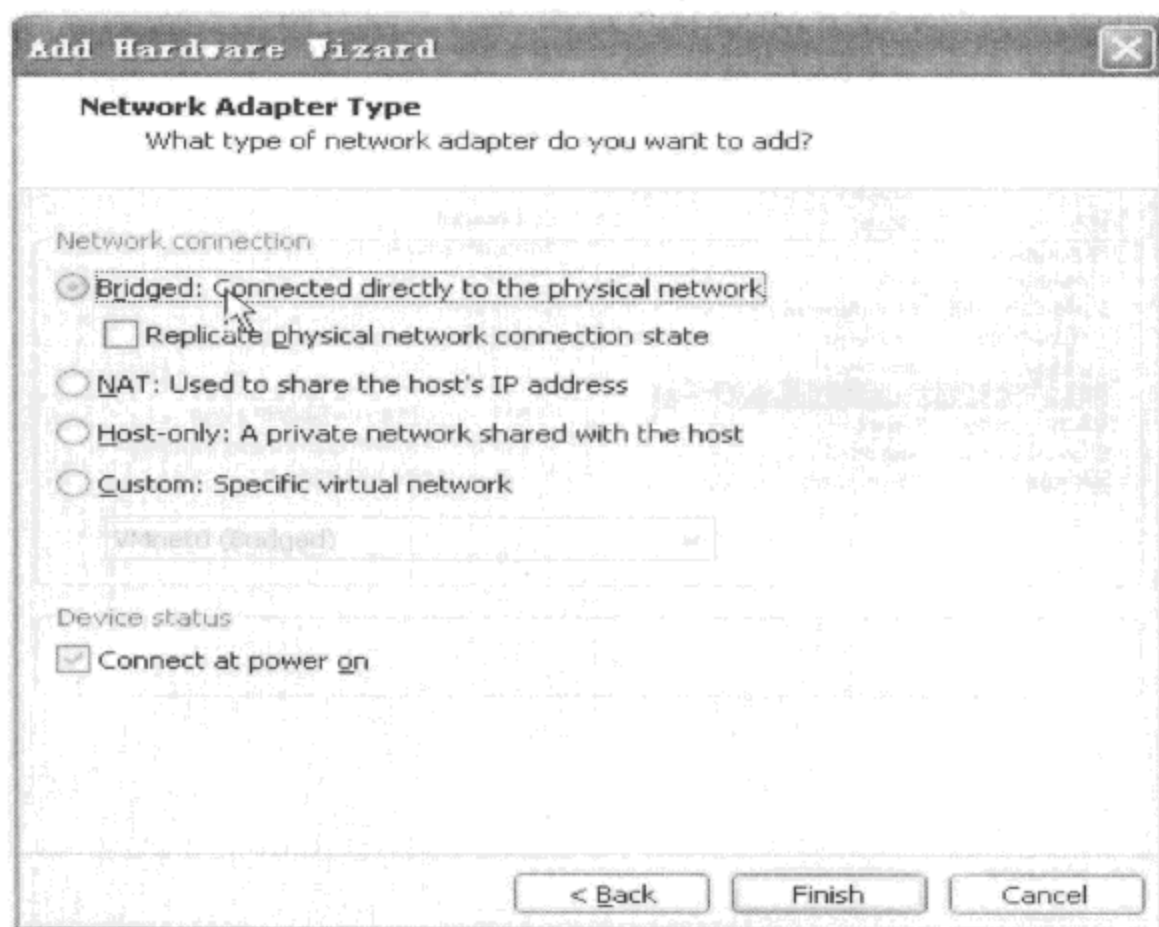 Add Hardware Wizard
Network Adapter Type
What type of network adapter do you want to add?
Network connection
Bridged: Connected directly to the physical network
Replicate physical network connection state
NAT: Used to share the host's IP address
Host-only: A private network shared with the host
Custom: Specific virtual network
VMnet0 (Bridged)
Device status
Connect at power on
< Back
Finish
Cancel